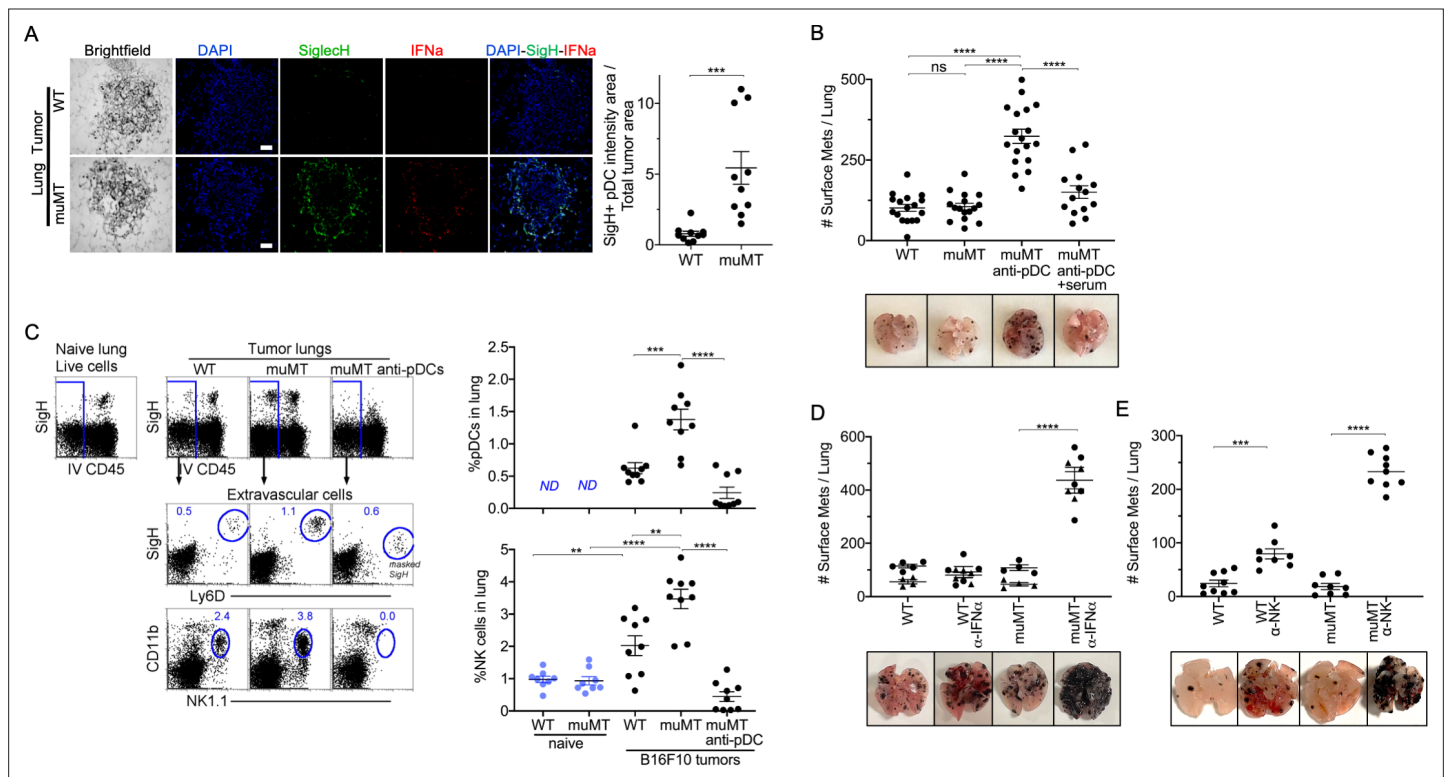 A
Brightfield
DAPI
SiglecH
IFNa
DAPI-SigH-IFNa
Lung Tumor
WT
muMT
SigH+ pDC intensity area /
Total tumor area
10
5
0
***
WT
muMT
B
# Surface Mets / Lung
500
250
0
****
ns
****
****
WT
muMT
muMT
anti-pDC
muMT
anti-pDC
+serum
C
Naive lung
Live cells
Tumor lungs
WT
muMT
muMT anti-pDCs
SigH
SigH
IV CD45
IV CD45
Extravascular cells
0.5
1.1
0.6
SigH
masked
SigH
Ly6D
2.4
3.8
0.0
CD11b
NK1.1
%pDCs in lung
2.5
2.0
1.5
1.0
0.5
0.0
***
****
ND
ND
%NK cells in lung
5
4
3
2
1
0
**
****
**
****
WT
muMT
WT
muMT
muMT
anti-pDC
naive
B16F10 tumors
D
# Surface Mets / Lung
600
400
200
0
****
WT
WT
α-IFNα
muMT
muMT
α-IFNα
E
# Surface Mets / Lung
300
200
100
0
***
****
WT
WT
α-NK
muMT
muMT
α-NK